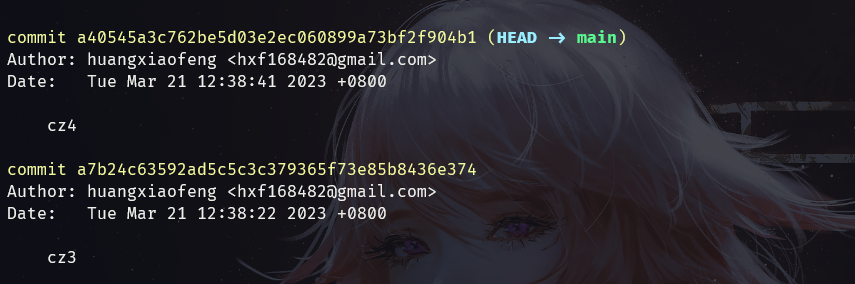 commit a40545a3c762be5d03e2ec060899a73bf2f904b1 (HEAD -> main)
Author: huangxiaofeng <hxf168482@gmail.com>
Date:   Tue Mar 21 12:38:41 2023 +0800
cz4
commit a7b24c63592ad5c5c3c379365f73e85b8436e374
Author: huangxiaofeng <hxf168482@gmail.com>
Date:   Tue Mar 21 12:38:22 2023 +0800
cz3